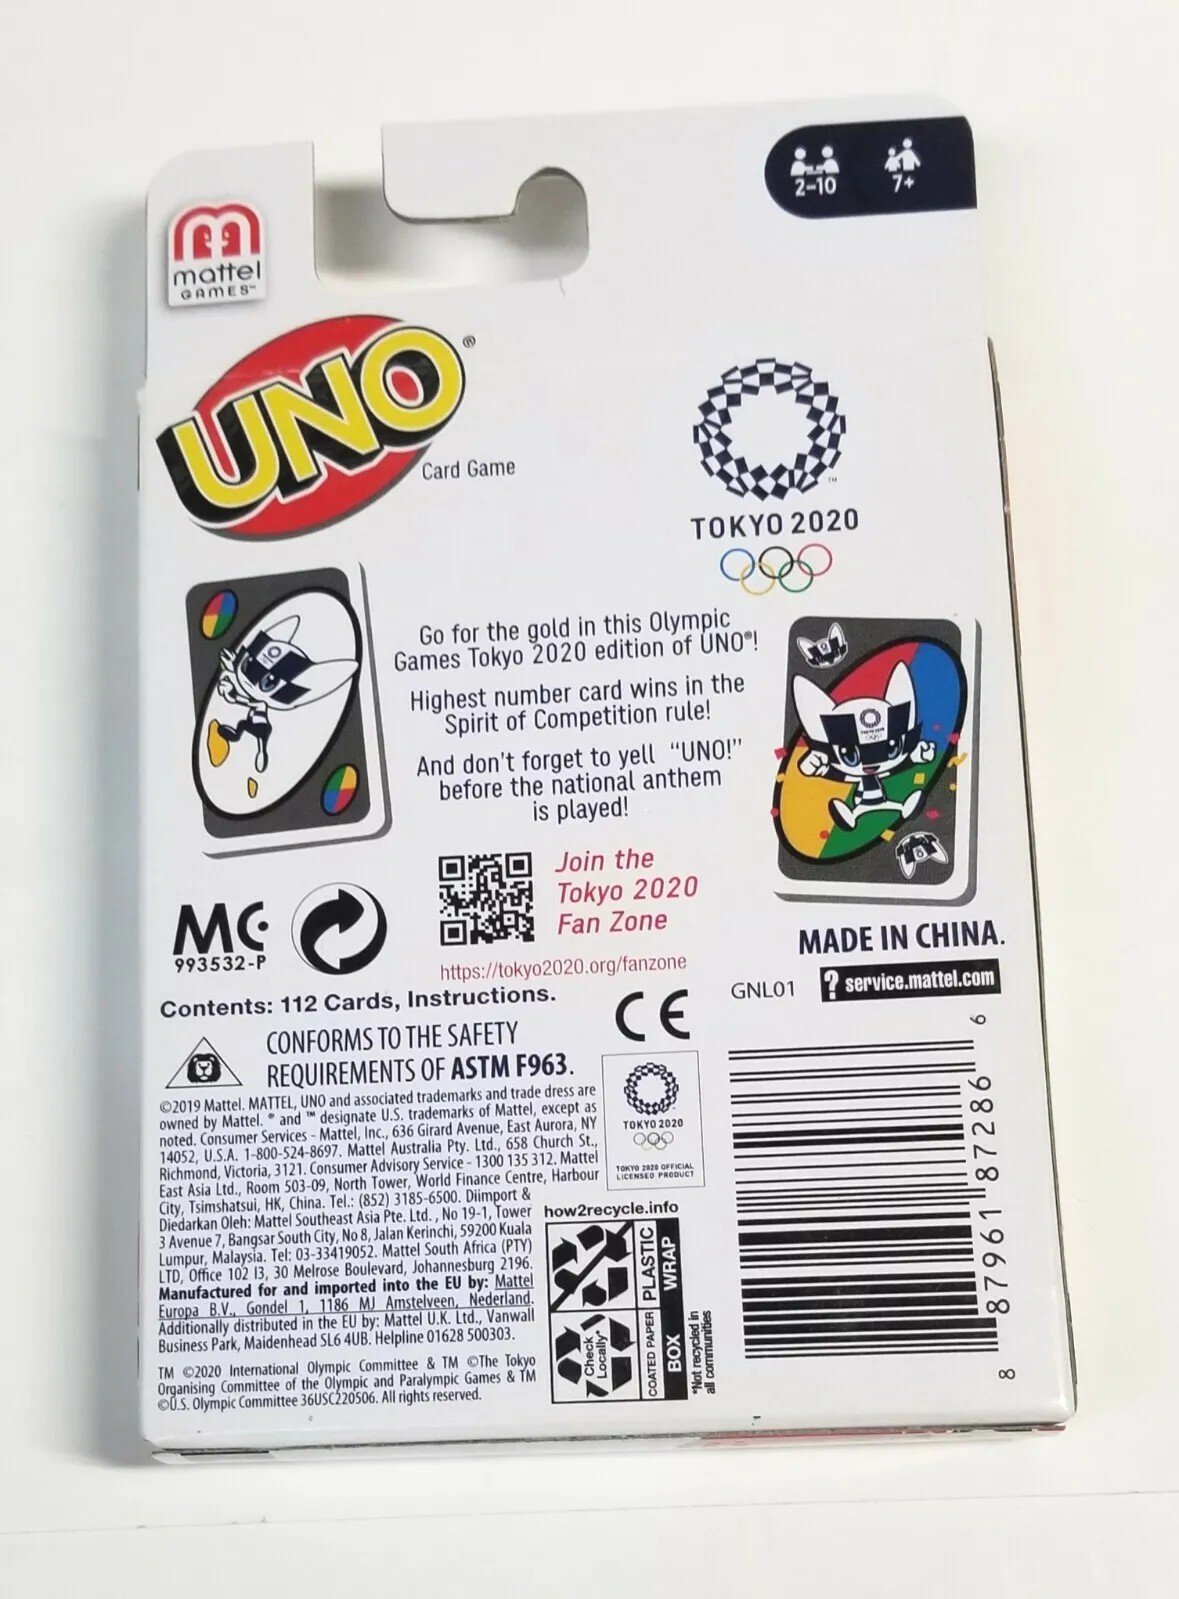 2-10
7+
mattel
GAMES™
UNO®
Card Game
TOKYO 2020
Go for the gold in this Olympic
Games Tokyo 2020 edition of UNO®!
Highest number card wins in the
Spirit of Competition rule!
And don't forget to yell “UNO!”
before the national anthem
is played!
Join the
Tokyo 2020
Fan Zone
https://tokyo2020.org/fanzone
MC
993532-P
MADE IN CHINA.
GNL01
? service.mattel.com
Contents: 112 Cards, Instructions.
CE
CONFORMS TO THE SAFETY
REQUIREMENTS OF ASTM F963.
©2019 Mattel. MATTEL, UNO and associated trademarks and trade dress are
owned by Mattel. ® and ™ designate U.S. trademarks of Mattel, except as
noted. Consumer Services - Mattel, Inc., 636 Girard Avenue, East Aurora, NY
14052, U.S.A. 1-800-524-8697. Mattel Australia Pty. Ltd., 658 Church St.,
Richmond, Victoria, 3121. Consumer Advisory Service - 1300 135 312. Mattel
East Asia Ltd., Room 503-09, North Tower, World Finance Centre, Harbour
City, Tsimshatsui, HK, China. Tel.: (852) 3185-6500. Diimport &
Diedarkan Oleh: Mattel Southeast Asia Pte. Ltd. , No 19-1, Tower
3 Avenue 7, Bangsar South City, No 8, Jalan Kerinchi, 59200 Kuala
Lumpur, Malaysia. Tel: 03-33419052. Mattel South Africa (PTY)
LTD, Office 102 I3, 30 Melrose Boulevard, Johannesburg 2196.
Manufactured for and imported into the EU by: Mattel
Europa B.V., Gondel 1, 1186 MJ Amstelveen, Nederland.
Additionally distributed in the EU by: Mattel U.K. Ltd., Vanwall
Business Park, Maidenhead SL6 4UB. Helpline 01628 500303.
TM ©2020 International Olympic Committee & TM ©The Tokyo
Organising Committee of the Olympic and Paralympic Games & TM
©U.S. Olympic Committee 36USC220506. All rights reserved.
TOKYO 2020
TOKYO 2020 OFFICIAL
LICENSED PRODUCT
how2recycle.info
PLASTIC
WRAP
Check
Locally*
COATED PAPER
BOX
*Not recycled in
all communities
8 87961 87286 6